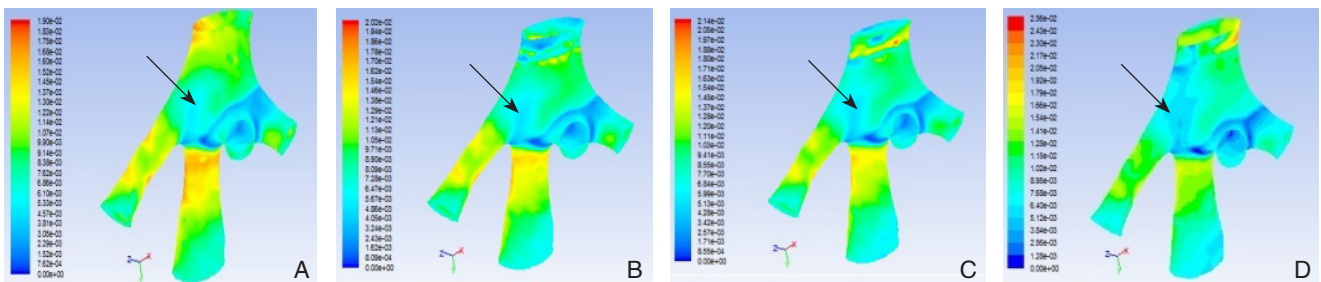 1.90e-02
1.83e-02
1.75e-02
1.68e-02
1.60e-02
1.52e-02
1.45e-02
1.37e-02
1.30e-02
1.22e-02
1.14e-02
1.07e-02
9.90e-03
9.14e-03
8.38e-03
7.62e-03
6.86e-03
6.10e-03
5.33e-03
4.57e-03
3.81e-03
3.05e-03
2.29e-03
1.52e-03
7.62e-04
0.00e+00
Z X
Y
A
2.02e-02
1.94e-02
1.86e-02
1.78e-02
1.70e-02
1.62e-02
1.54e-02
1.46e-02
1.37e-02
1.29e-02
1.21e-02
1.13e-02
1.05e-02
9.71e-03
8.90e-03
8.09e-03
7.28e-03
6.47e-03
5.66e-03
4.86e-03
4.05e-03
3.24e-03
2.43e-03
1.62e-03
8.09e-04
0.00e+00
Z X
Y
B
2.14e-02
2.05e-02
1.97e-02
1.88e-02
1.80e-02
1.71e-02
1.63e-02
1.54e-02
1.45e-02
1.37e-02
1.28e-02
1.20e-02
1.11e-02
1.03e-02
9.41e-03
8.55e-03
7.70e-03
6.84e-03
5.99e-03
5.13e-03
4.28e-03
3.42e-03
2.57e-03
1.71e-03
8.55e-04
0.00e+00
Z X
Y
C
2.56e-02
2.43e-02
2.30e-02
2.17e-02
2.05e-02
1.92e-02
1.79e-02
1.66e-02
1.54e-02
1.41e-02
1.28e-02
1.15e-02
1.02e-02
8.95e-03
7.68e-03
6.40e-03
5.12e-03
3.84e-03
2.56e-03
1.28e-03
0.00e+00
Z X
Y
D